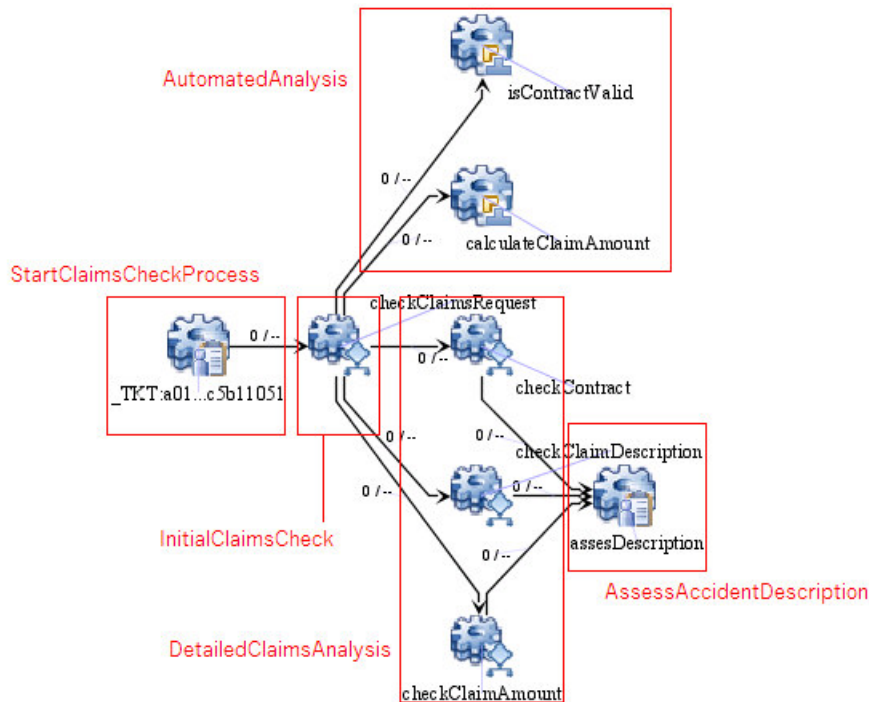 AutomatedAnalysis
isContractValid
0 / --
calculateClaimAmount
0 / --
StartClaimsCheckProcess
checkClaimsRequest
0 / --
0 / --
_TKT:a01...c5b11051
checkContract
0 / --
0 / --
checkClaimDescription
0 / --
0 / --
InitialClaimsCheck
assesDescription
0 / --
AssessAccidentDescription
DetailedClaimsAnalysis
checkClaimAmount